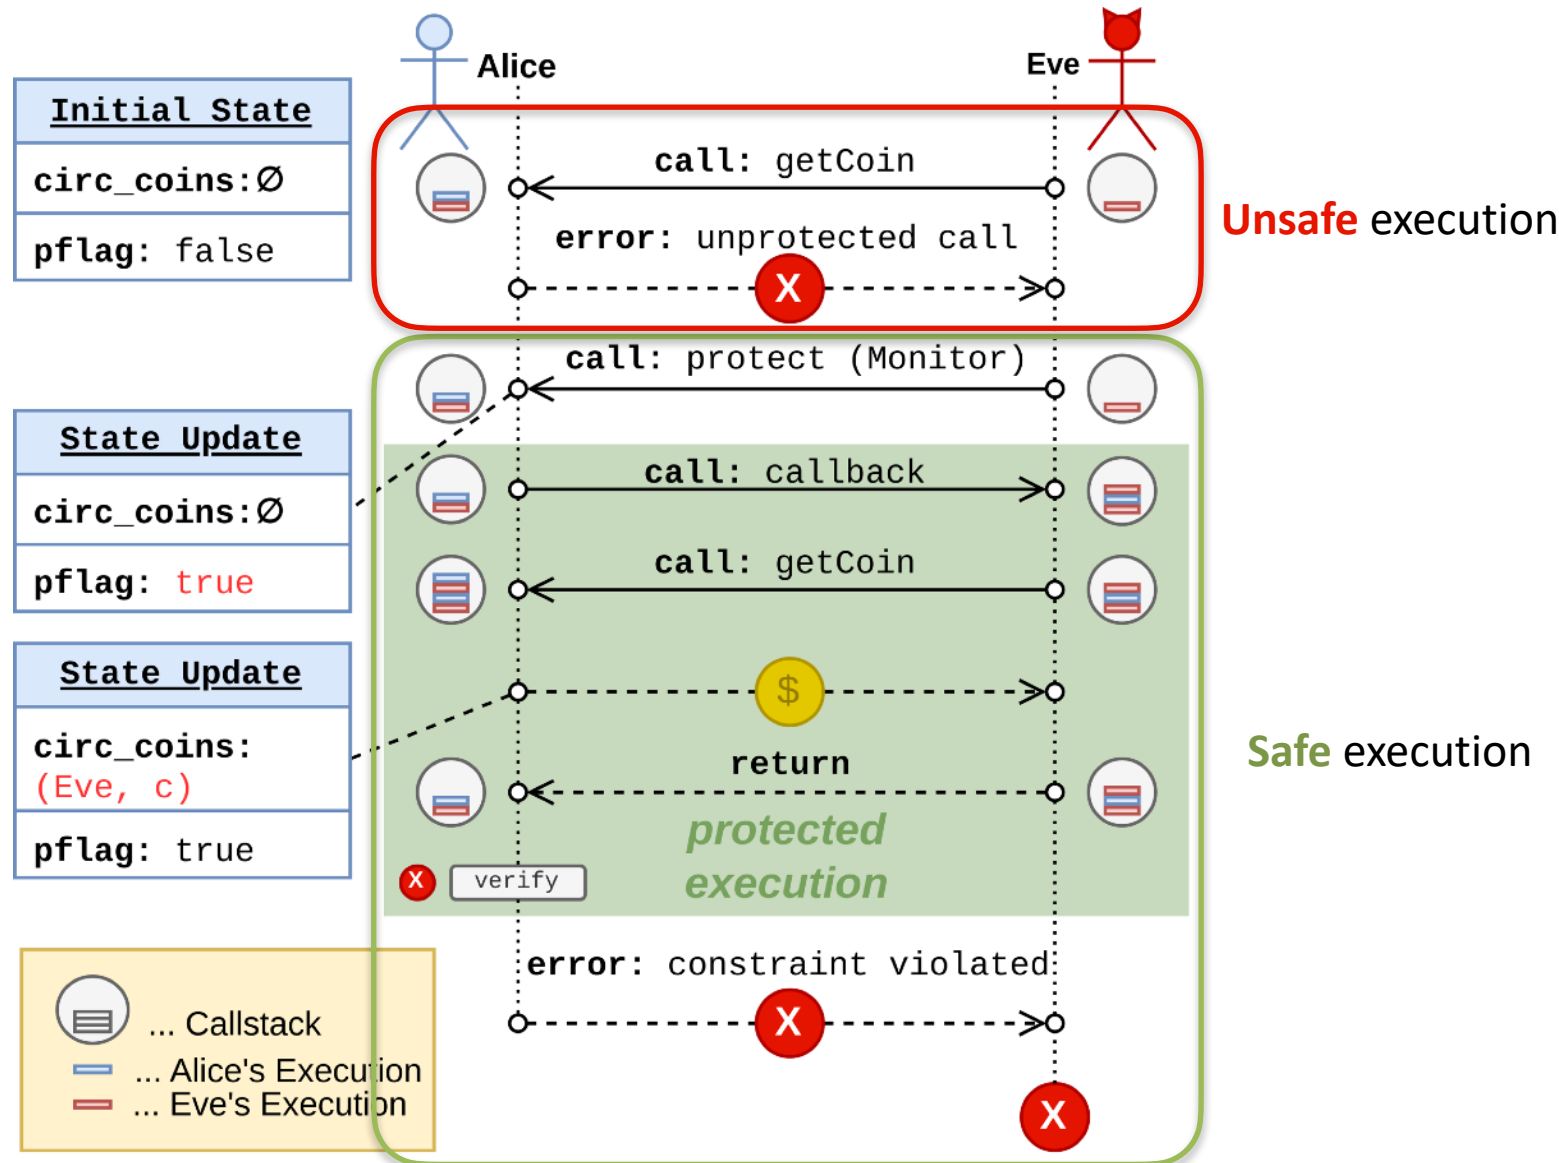 Alice
Eve
Initial State
circ_coins:∅
pflag: false
call: getCoin
error: unprotected call
X
Unsafe execution
call: protect (Monitor)
State Update
circ_coins:∅
pflag: true
call: callback
call: getCoin
State Update
circ_coins:
(Eve, c)
pflag: true
$
return
protected
execution
X verify
Safe execution
error: constraint violated
X
X
... Callstack
... Alice's Execution
... Eve's Execution